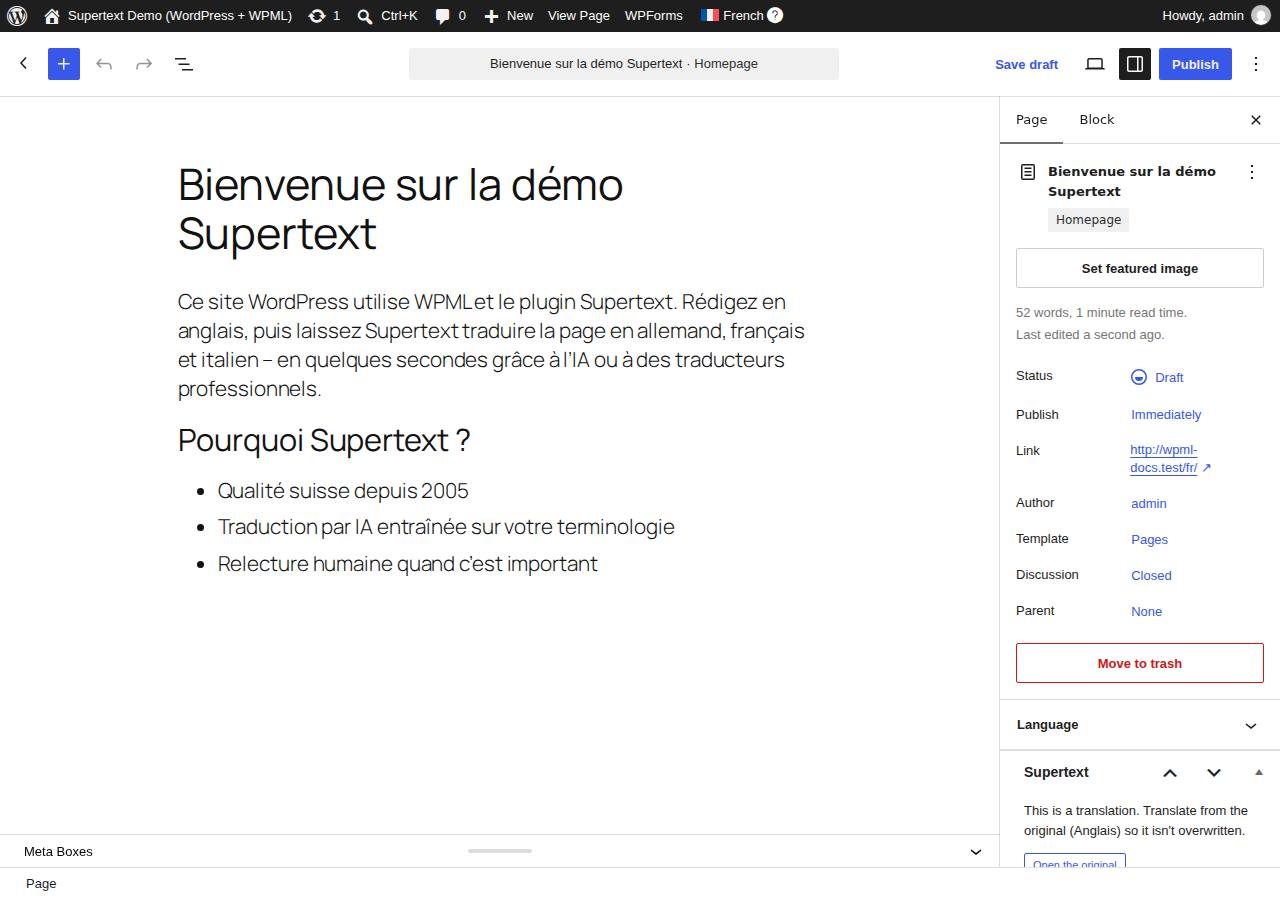 Supertext Demo (WordPress + WPML) 1 Ctrl+K 0 New View Page WPForms French ? Howdy, admin
Bienvenue sur la démo Supertext · Homepage
Save draft
Publish
Bienvenue sur la démo
Supertext
Ce site WordPress utilise WPML et le plugin Supertext. Rédigez en
anglais, puis laissez Supertext traduire la page en allemand, français
et italien – en quelques secondes grâce à l’IA ou à des traducteurs
professionnels.
Pourquoi Supertext ?
• Qualité suisse depuis 2005
• Traduction par IA entraînée sur votre terminologie
• Relecture humaine quand c’est important
Meta Boxes
Page
Page Block
Bienvenue sur la démo
Supertext
Homepage
Set featured image
52 words, 1 minute read time.
Last edited a second ago.
Status Draft
Publish Immediately
Link http://wpml-
docs.test/fr/ ↗
Author admin
Template Pages
Discussion Closed
Parent None
Move to trash
Language
Supertext
This is a translation. Translate from the
original (Anglais) so it isn't overwritten.
Open the original